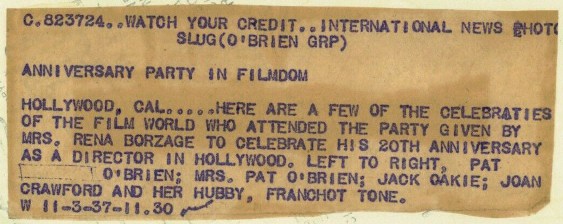 C.823724..WATCH YOUR CREDIT..INTERNATIONAL NEWS PHOTO
SLUG(O'BRIEN GRP)
ANNIVERSARY PARTY IN FILMDOM
HOLLYWOOD, CAL.....HERE ARE A FEW OF THE CELEBRATIES
OF THE FILM WORLD WHO ATTENDED THE PARTY GIVEN BY
MRS. RENA BORZAGE TO CELEBRATE HIS 20TH ANNIVERSARY
AS A DIRECTOR IN HOLLYWOOD. LEFT TO RIGHT, PAT
O'BRIEN; MRS. PAT O'BRIEN; JACK OAKIE; JOAN
CRAWFORD AND HER HUBBY, FRANCHOT TONE.
W 11-3-37-11.30